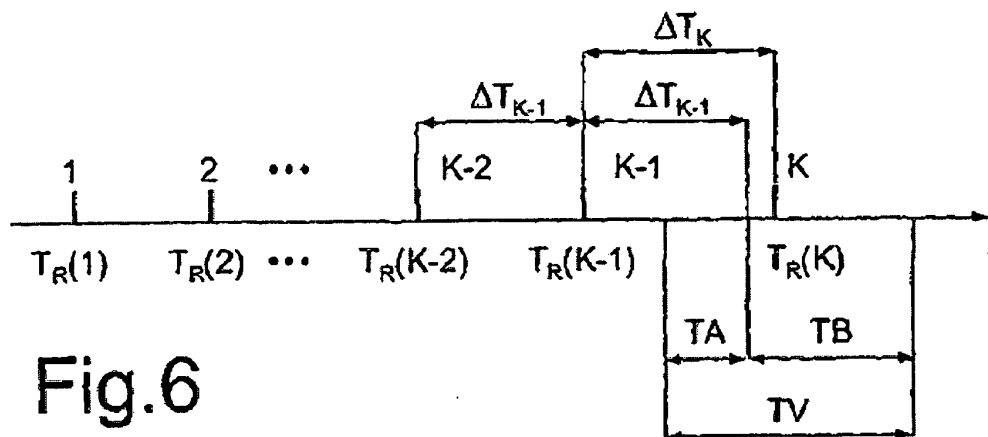 ΔT_K
ΔT_K-1 ΔT_K-1
1 2 ••• K-2 K-1 K
T_R(1) T_R(2) ••• T_R(K-2) T_R(K-1) T_R(K)
TA TB
TV
Fig.6